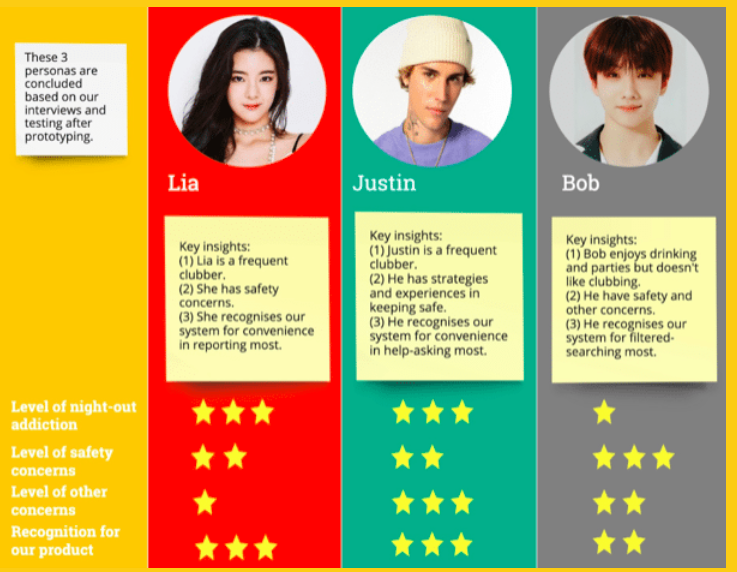 These 3
personas are
concluded
based on our
interviews and
testing after
prototyping.
Lia
Justin
Bob
Key insights:
(1) Lia is a frequent
clubber.
(2) She has safety
concerns.
(3) She recognises our
system for convenience
in reporting most.
Key insights:
(1) Justin is a frequent
clubber.
(2) He has strategies
and experiences in
keeping safe.
(3) He recognises our
system for convenience
in help-asking most.
Key insights:
(1) Bob enjoys drinking
and parties but doesn't
like clubbing.
(2) He have safety and
other concerns.
(3) He recognises our
system for filtered-
searching most.
Level of night-out
addiction
Level of safety
concerns
Level of other
concerns
Recognition for
our product